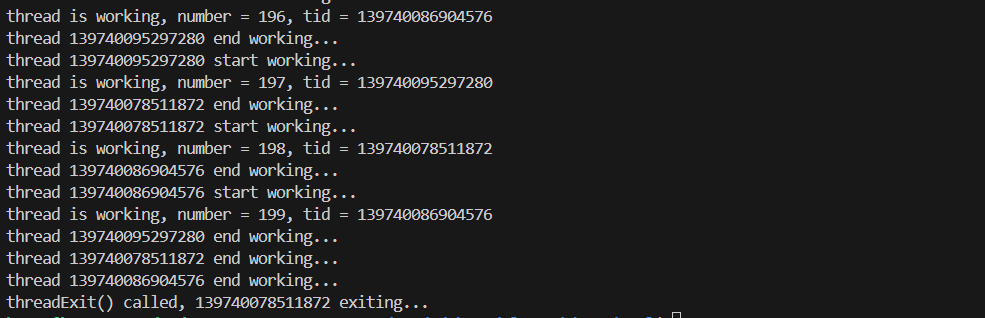 thread is working, number = 196, tid = 139740086904576
thread 139740095297280 end working...
thread 139740095297280 start working...
thread is working, number = 197, tid = 139740095297280
thread 139740078511872 end working...
thread 139740078511872 start working...
thread is working, number = 198, tid = 139740078511872
thread 139740086904576 end working...
thread 139740086904576 start working...
thread is working, number = 199, tid = 139740086904576
thread 139740095297280 end working...
thread 139740078511872 end working...
thread 139740086904576 end working...
threadExit() called, 139740078511872 exiting...